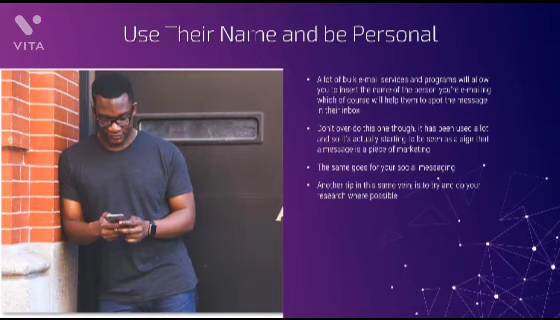 VITA
Use Their Name and be Personal
• A lot of bulk e-mail services and programs will allow
you to insert the name of the person you're e-mailing
which of course will help them to spot the message
in their inbox
• Don't over-do this one though, it has been used a lot
and so it's actually starting to be seen as a sign that
a message is a piece of marketing
• The same goes for your social messaging
• Another tip in this same vein, is to try and do your
research where possible